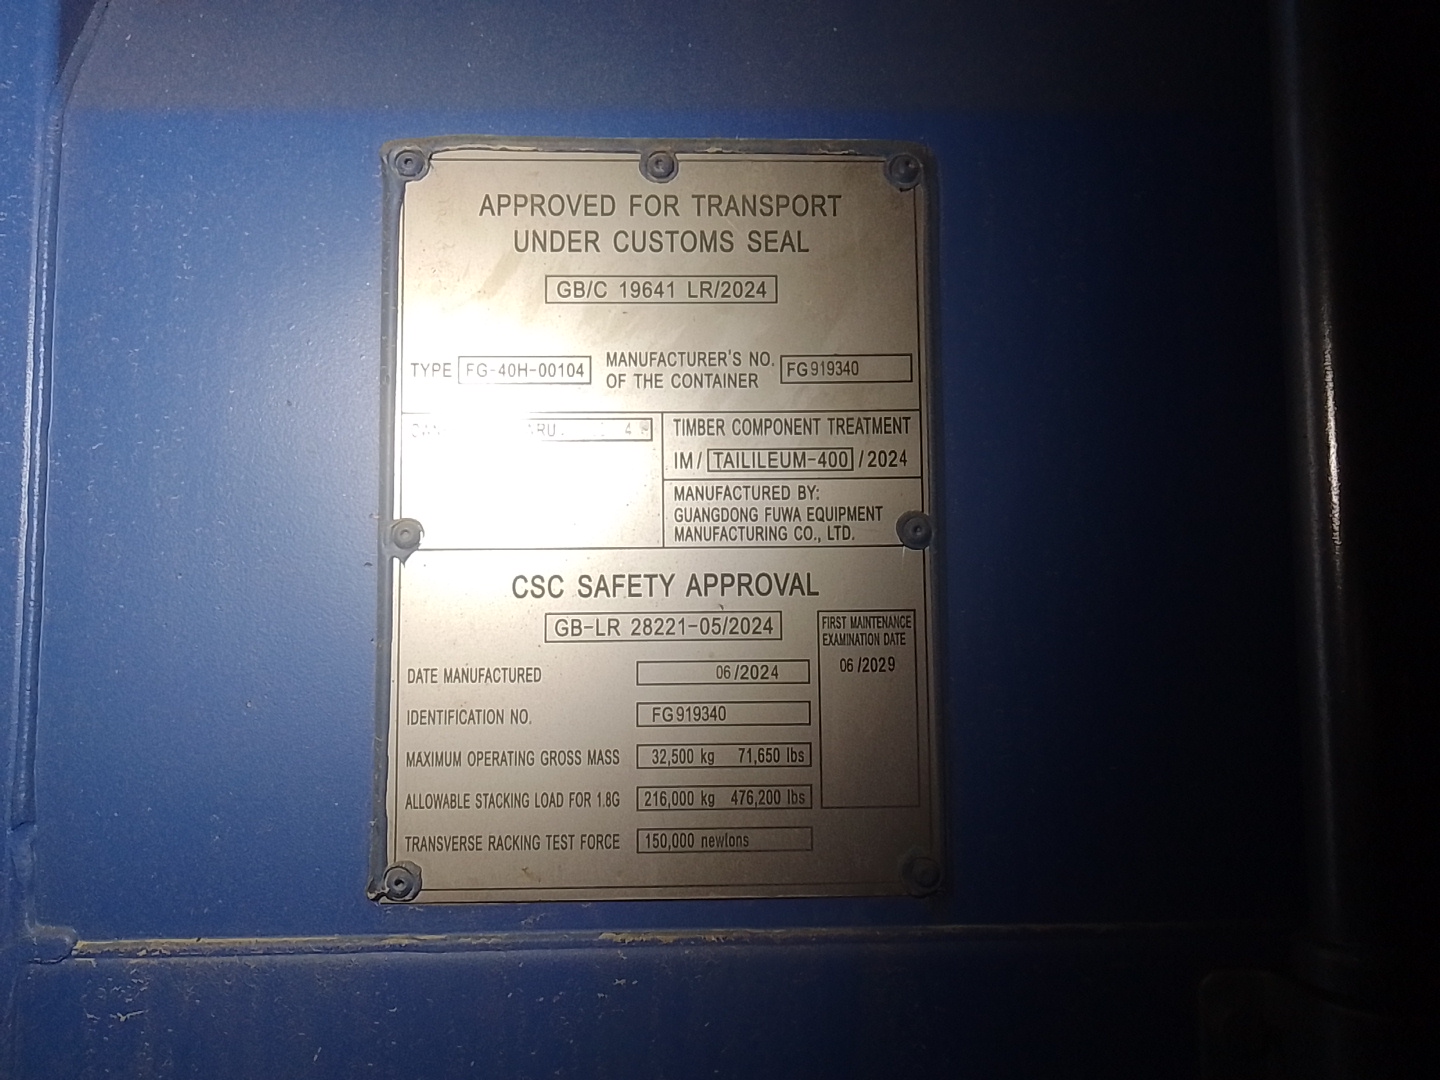 APPROVED FOR TRANSPORT
UNDER CUSTOMS SEAL
GB/C 19641 LR/2024
TYPE FG-40H-00104 MANUFACTURER'S NO. OF THE CONTAINER FG919340
TIMBER COMPONENT TREATMENT
IM/ TAILILEUM-400 /2024
MANUFACTURED BY:
GUANGDONG FUWA EQUIPMENT
MANUFACTURING CO., LTD.
CSC SAFETY APPROVAL
GB-LR 28221-05/2024
FIRST MAINTENANCE
EXAMINATION DATE
06/2029
DATE MANUFACTURED 06/2024
IDENTIFICATION NO. FG919340
MAXIMUM OPERATING GROSS MASS 32,500 kg 71,650 lbs
ALLOWABLE STACKING LOAD FOR 1.8G 216,000 kg 476,200 lbs
TRANSVERSE RACKING TEST FORCE 150,000 newtons